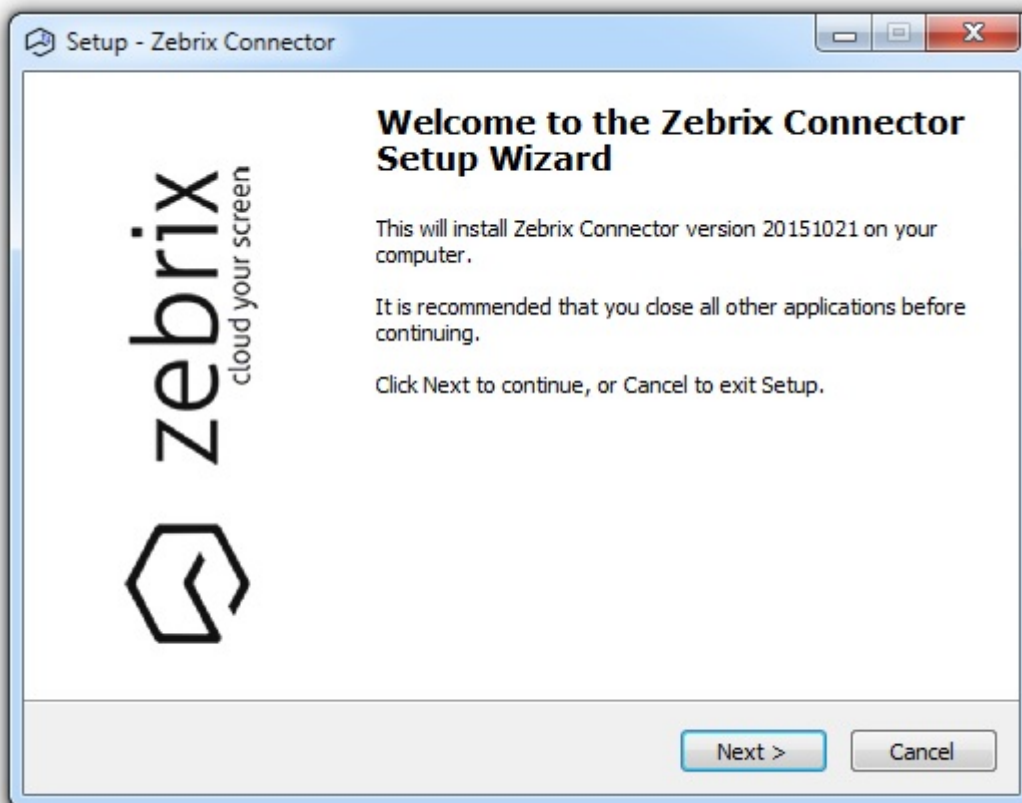 Setup - Zebrix Connector
zebrix
cloud your screen
Welcome to the Zebrix Connector
Setup Wizard
This will install Zebrix Connector version 20151021 on your
computer.
It is recommended that you close all other applications before
continuing.
Click Next to continue, or Cancel to exit Setup.
Next >
Cancel